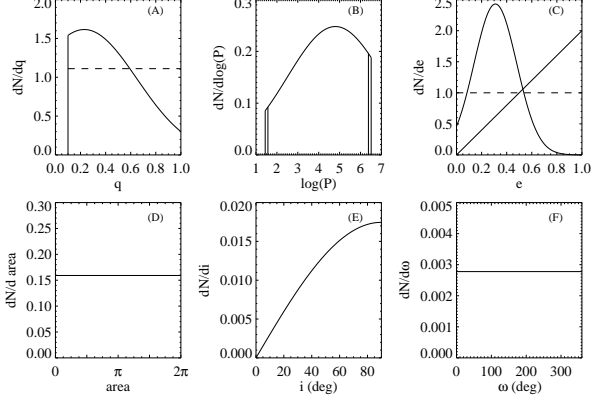 (A)
2.0
1.5
1.0
0.5
0.0
dN/dq
0.0 0.2 0.4 0.6 0.8 1.0
q
(B)
0.3
0.2
0.1
0.0
dN/dlog(P)
1 2 3 4 5 6 7
log(P)
(C)
2.5
2.0
1.5
1.0
0.5
0.0
dN/de
0.0 0.2 0.4 0.6 0.8 1.0
e
(D)
0.30
0.25
0.20
0.15
0.10
0.05
0.00
dN/d area
0 π 2π
area
(E)
0.020
0.015
0.010
0.005
0.000
dN/di
0 20 40 60 80
i (deg)
(F)
0.005
0.004
0.003
0.002
0.001
0.000
dN/dω
0 100 200 300
ω (deg)